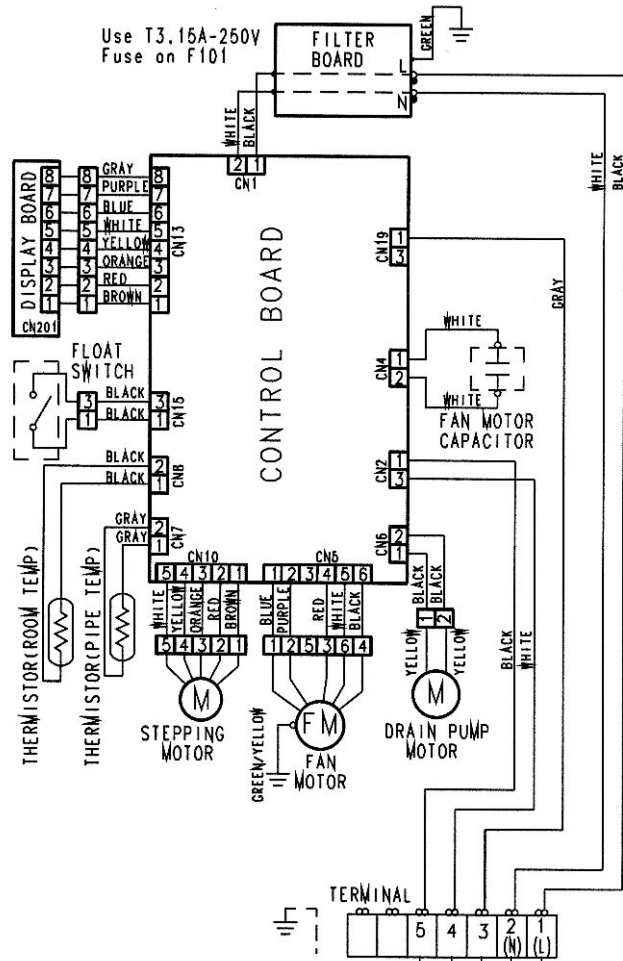 Use T3.15A-250V
Fuse on F101
FILTER
BOARD
L
N
GREEN
WHITE
BLACK
WHITE
BLACK
2 1
CN1
DISPLAY BOARD
CN201
8 8 GRAY 8
7 7 PURPLE 7
6 6 BLUE 6
5 5 WHITE 5
4 4 YELLOW 4
3 3 ORANGE 3
2 2 RED 2
1 1 BROWN 1
CN13
CONTROL BOARD
CN19
1
3
GRAY
FLOAT
SWITCH
3 BLACK 3
1 BLACK 1
CN15
CN4
1
2
WHITE
WHITE
FAN MOTOR
CAPACITOR
BLACK 2
BLACK 1
CN8
CN2
1
3
GRAY 2
GRAY 1
CN7
CN6
2
1
BLACK
BLACK
CN10
5 4 3 2 1
WHITE
YELLOW
ORANGE
RED
BROWN
5 4 3 2 1
M
STEPPING
MOTOR
CN5
1 2 3 4 5 6
BLUE
PURPLE
RED
WHITE
BLACK
1 2 5 3 6 4
FM
FAN
MOTOR
GREEN/YELLOW
1 2
YELLOW
YELLOW
M
DRAIN PUMP
MOTOR
BLACK
WHITE
THERMISTOR(ROOM TEMP)
THERMISTOR(PIPE TEMP)
TERMINAL
5 4 3 2 1
(N) (L)